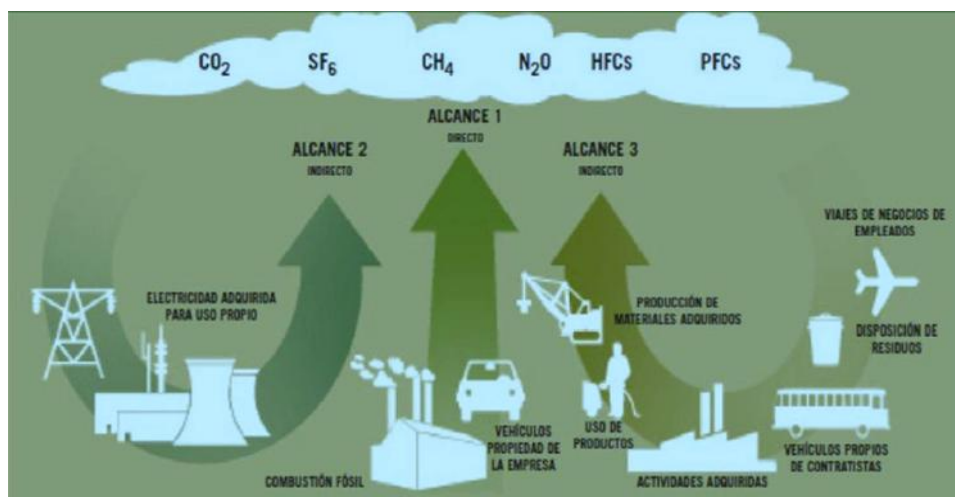 CO2 SF6 CH4 N2O HFCs PFCs
ALCANCE 1
DIRECTO
ALCANCE 2
INDIRECTO
ALCANCE 3
INDIRECTO
VIAJES DE NEGOCIOS DE
EMPLEADOS
ELECTRICIDAD ADQUIRIDA
PARA USO PROPIO
PRODUCCIÓN DE
MATERIALES ADQUIRIDOS
DISPOSICIÓN DE
RESIDUOS
COMBUSTIÓN FÓSIL
VEHÍCULOS
PROPIEDAD DE
LA EMPRESA
USO DE
PRODUCTOS
ACTIVIDADES ADQUIRIDAS
VEHÍCULOS PROPIOS
DE CONTRATISTAS